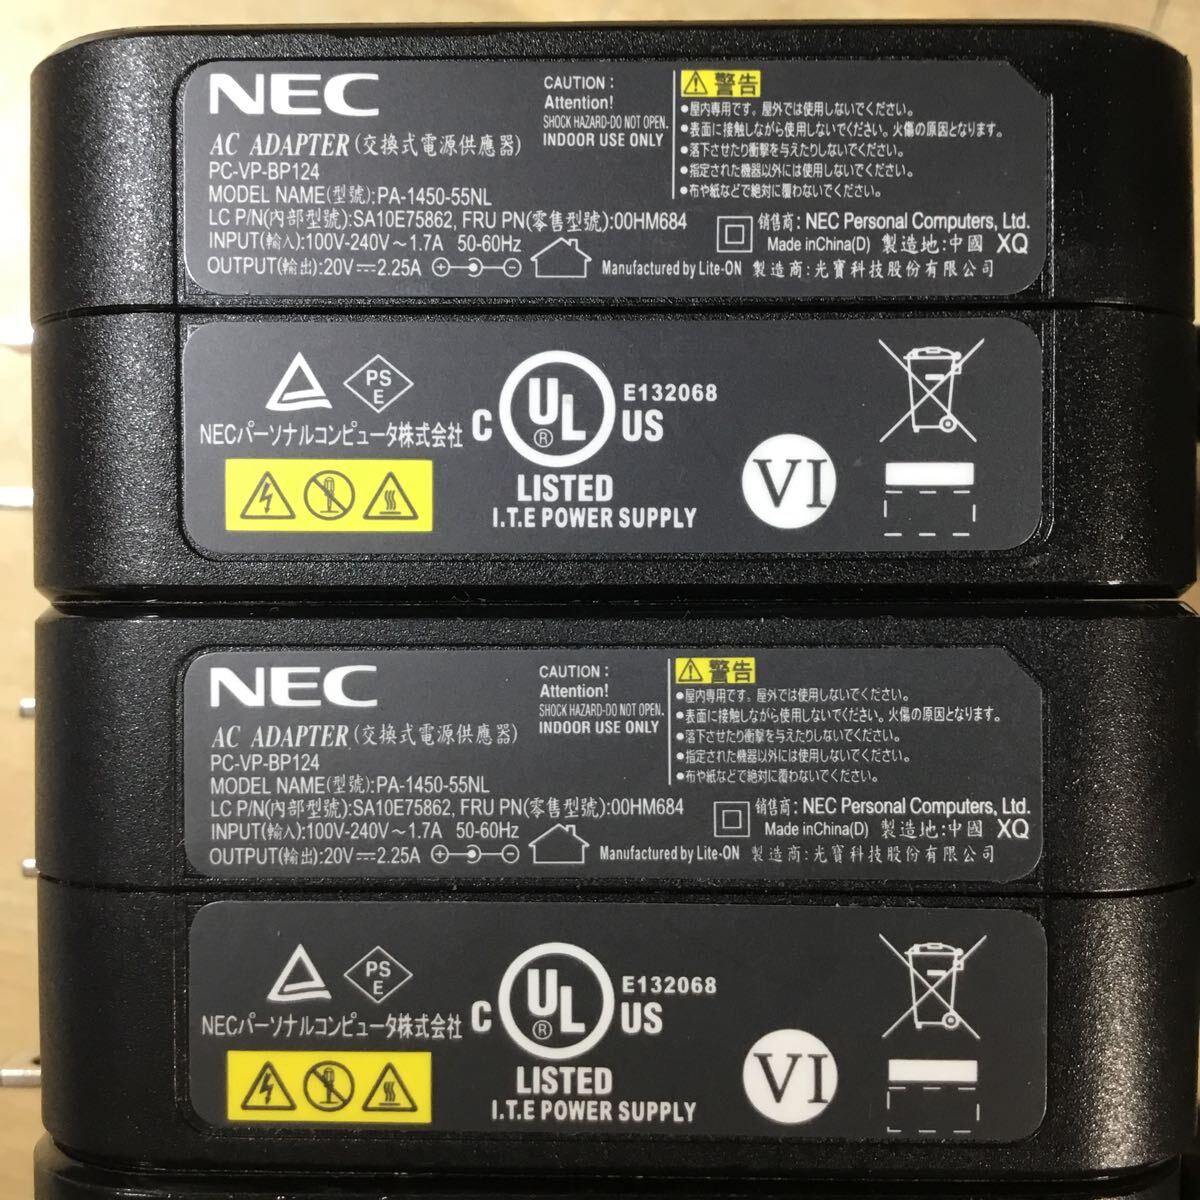 NEC
AC ADAPTER(交換式電源供應器)
PC-VP-BP124
MODEL NAME(型號):PA-1450-55NL
LC P/N(內部型號):SA10E75862, FRU PN(零售型號):00HM684
INPUT(輸入):100V-240V～1.7A 50-60Hz
OUTPUT(輸出):20V⎓2.25A
CAUTION :
Attention!
SHOCK HAZARD-DO NOT OPEN.
INDOOR USE ONLY
警告
●屋内専用です。屋外では使用しないでください。
●表面に接触しながら使用しないでください。火傷の原因となります。
●落下させたり衝撃を与えたりしないでください。
●指定された機器以外には使用しないでください。
●布や紙などで絶対に覆わないでください。
销售商: NEC Personal Computers, Ltd.
Made inChina(D) 製造地:中國 XQ
Manufactured by Lite-ON 製造商:光寶科技股份有限公司
PS
E
NECパーソナルコンピュータ株式会社
C UL US
®
E132068
LISTED
I.T.E POWER SUPPLY
VI
NEC
AC ADAPTER(交換式電源供應器)
PC-VP-BP124
MODEL NAME(型號):PA-1450-55NL
LC P/N(內部型號):SA10E75862, FRU PN(零售型號):00HM684
INPUT(輸入):100V-240V～1.7A 50-60Hz
OUTPUT(輸出):20V⎓2.25A
CAUTION :
Attention!
SHOCK HAZARD-DO NOT OPEN.
INDOOR USE ONLY
警告
●屋内専用です。屋外では使用しないでください。
●表面に接触しながら使用しないでください。火傷の原因となります。
●落下させたり衝撃を与えたりしないでください。
●指定された機器以外には使用しないでください。
●布や紙などで絶対に覆わないでください。
销售商: NEC Personal Computers, Ltd.
Made inChina(D) 製造地:中國 XQ
Manufactured by Lite-ON 製造商:光寶科技股份有限公司
PS
E
NECパーソナルコンピュータ株式会社
C UL US
®
E132068
LISTED
I.T.E POWER SUPPLY
VI